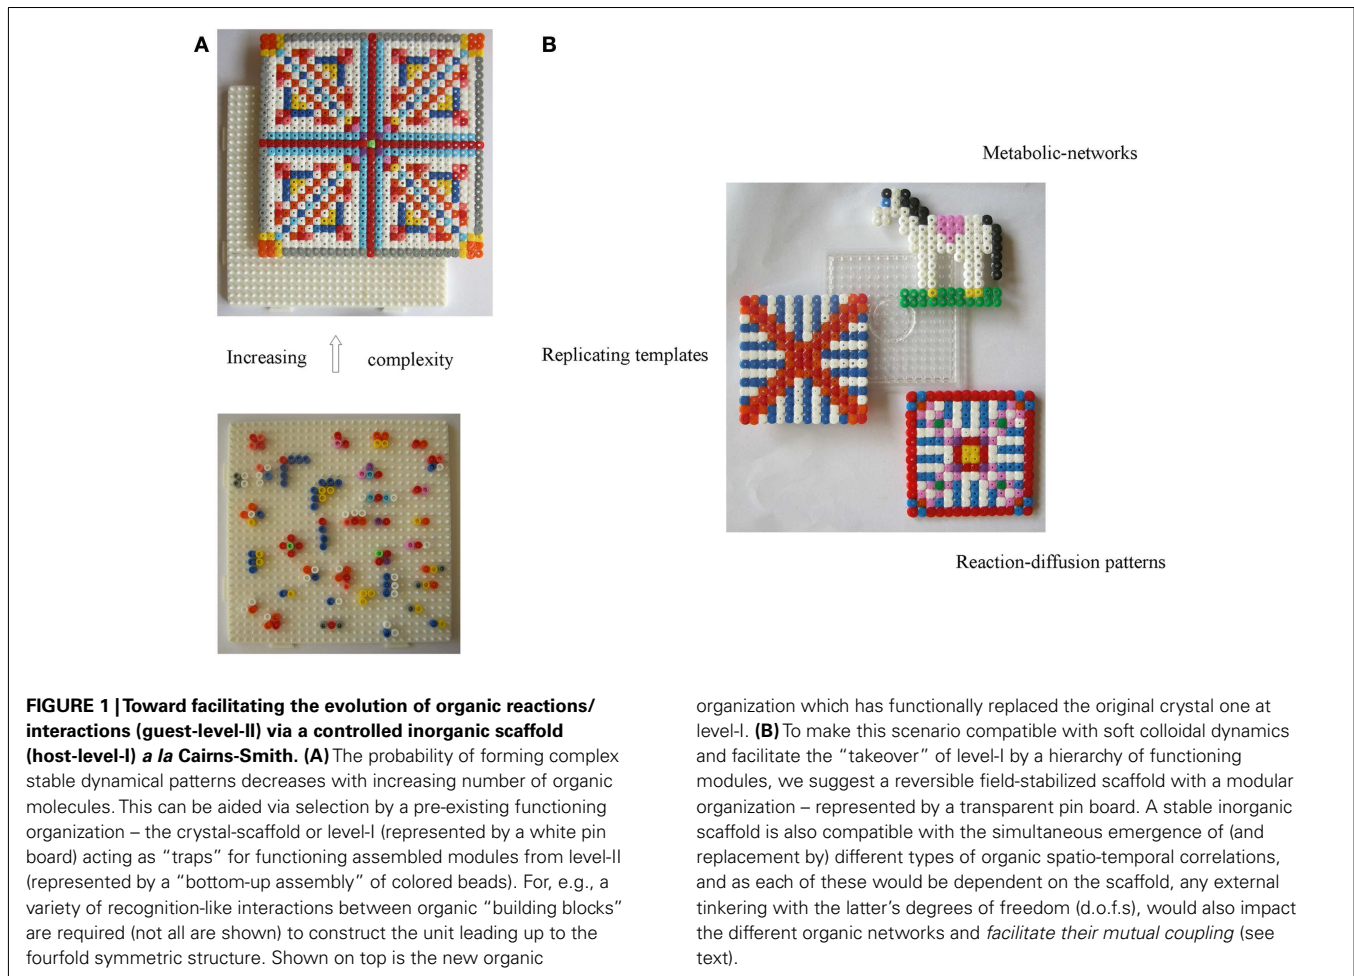 A
B
Metabolic-networks
Increasing
complexity
Replicating templates
Reaction-diffusion patterns
FIGURE 1 | Toward facilitating the evolution of organic reactions/
interactions (guest-level-II) via a controlled inorganic scaffold
(host-level-I) a la Cairns-Smith. (A) The probability of forming complex
stable dynamical patterns decreases with increasing number of organic
molecules. This can be aided via selection by a pre-existing functioning
organization – the crystal-scaffold or level-I (represented by a white pin
board) acting as “traps” for functioning assembled modules from level-II
(represented by a “bottom-up assembly” of colored beads). For, e.g., a
variety of recognition-like interactions between organic “building blocks”
are required (not all are shown) to construct the unit leading up to the
fourfold symmetric structure. Shown on top is the new organic
organization which has functionally replaced the original crystal one at
level-I. (B) To make this scenario compatible with soft colloidal dynamics
and facilitate the “takeover” of level-I by a hierarchy of functioning
modules, we suggest a reversible field-stabilized scaffold with a modular
organization – represented by a transparent pin board. A stable inorganic
scaffold is also compatible with the simultaneous emergence of (and
replacement by) different types of organic spatio-temporal correlations,
and as each of these would be dependent on the scaffold, any external
tinkering with the latter’s degrees of freedom (d.o.f.s), would also impact
the different organic networks and facilitate their mutual coupling (see
text).